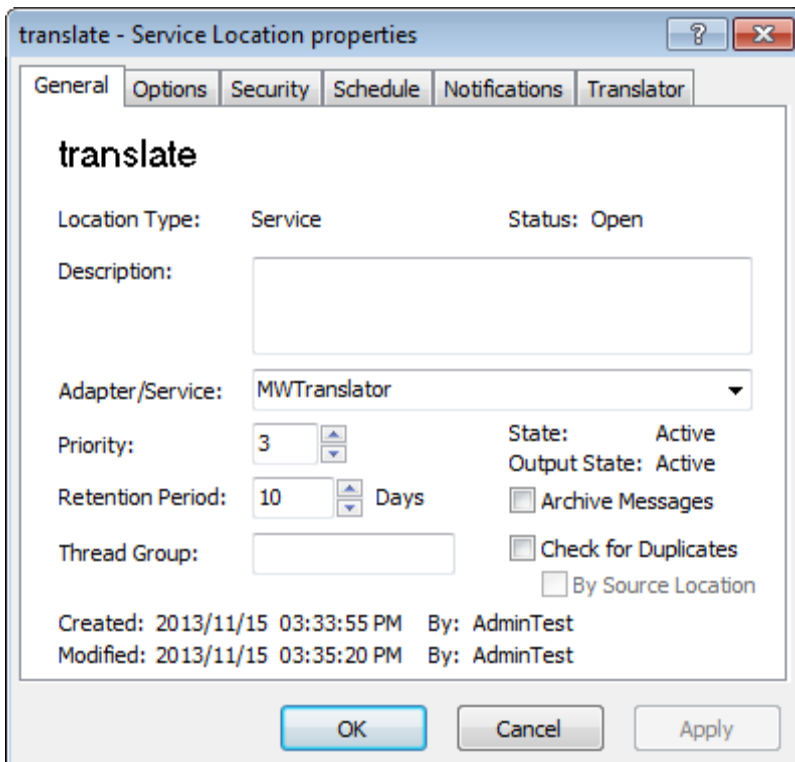 translate - Service Location properties
General Options Security Schedule Notifications Translator
translate
Location Type: Service Status: Open
Description:
Adapter/Service: MWTranslator
Priority: 3 State: Active
Output State: Active
Retention Period: 10 Days Archive Messages
Thread Group: Check for Duplicates
By Source Location
Created: 2013/11/15 03:33:55 PM By: AdminTest
Modified: 2013/11/15 03:35:20 PM By: AdminTest
OK Cancel Apply